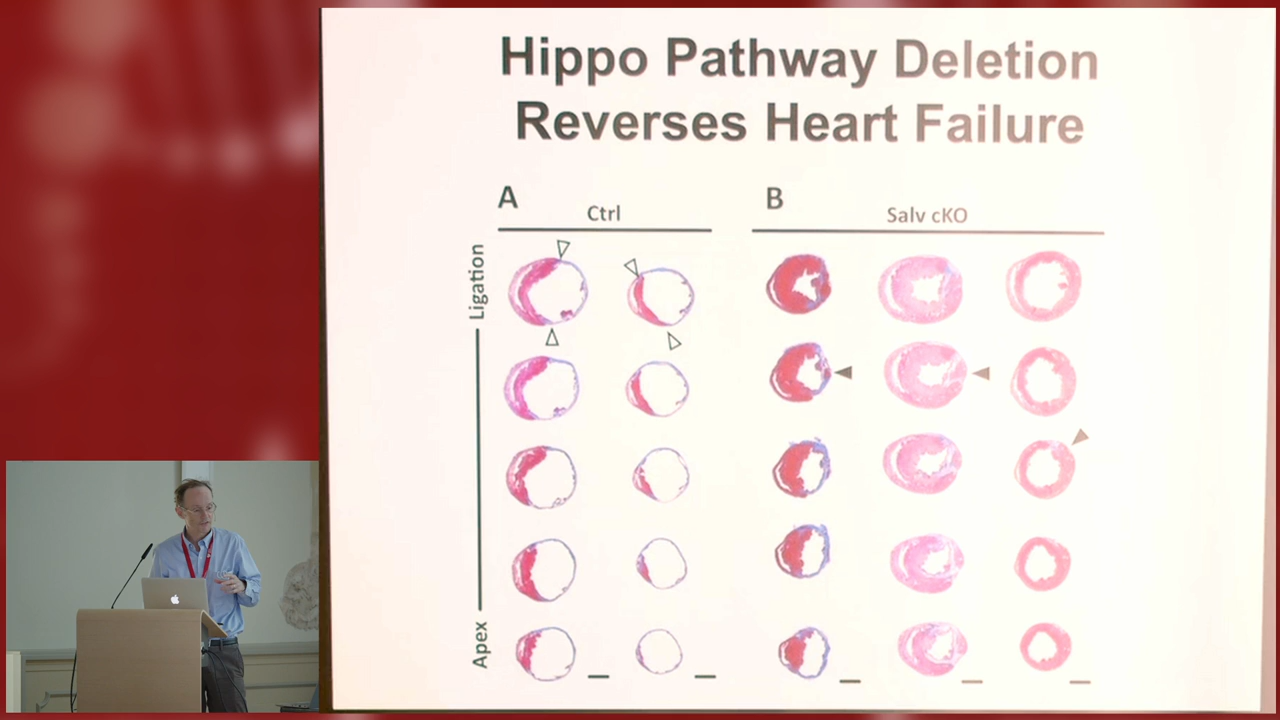 Hippo Pathway Deletion
Reverses Heart Failure
A
Ctrl
B
Salv cKO
Ligation
Apex